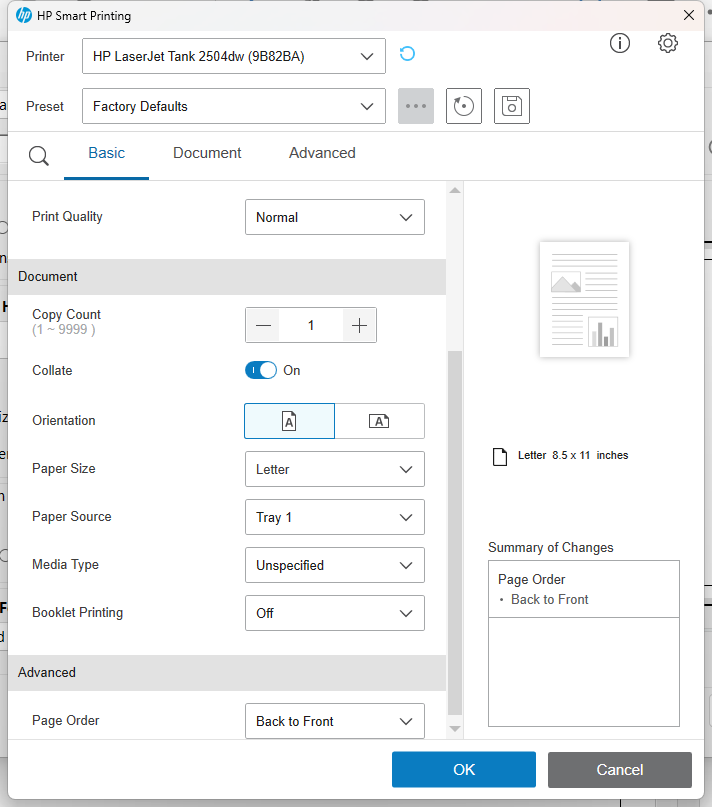 HP Smart Printing
Printer HP LaserJet Tank 2504dw (9B82BA)
Preset Factory Defaults
Basic Document Advanced
Print Quality Normal
Document
Copy Count
(1 ~ 9999 )
1
Collate On
Orientation A A
Paper Size Letter
Paper Source Tray 1
Media Type Unspecified
Booklet Printing Off
Advanced
Page Order Back to Front
Letter 8.5 x 11 inches
Summary of Changes
Page Order
• Back to Front
OK Cancel